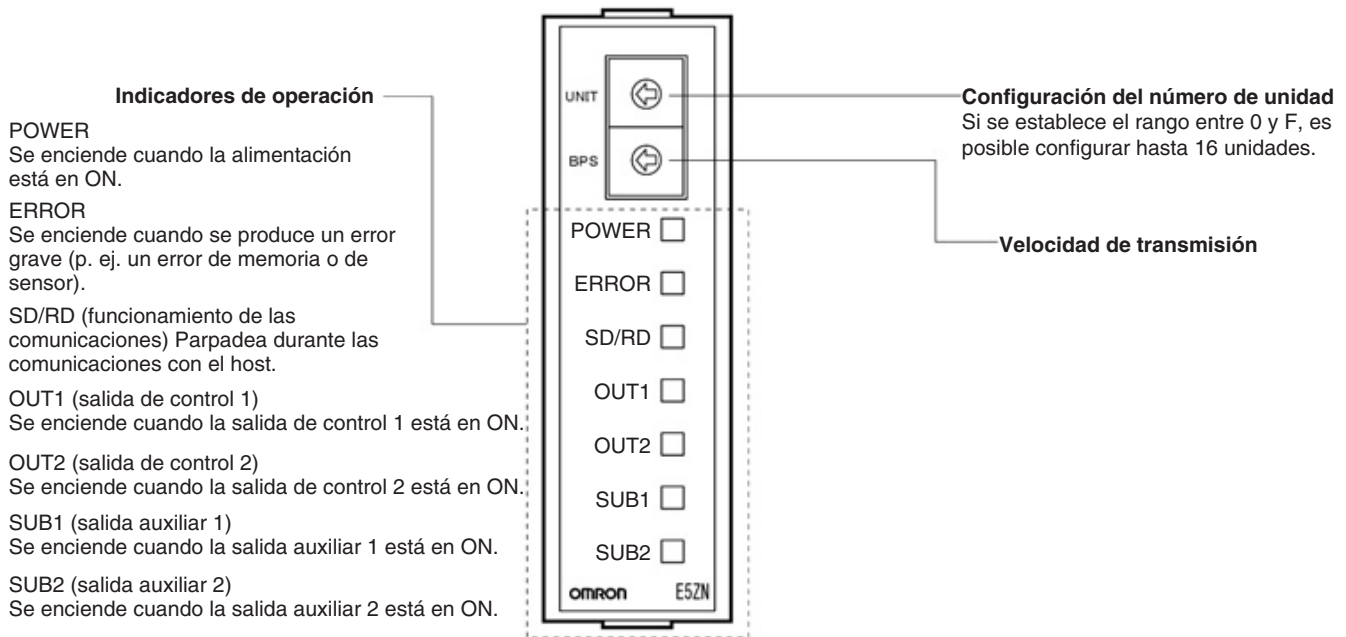 Indicadores de operación
POWER
Se enciende cuando la alimentación
está en ON.
ERROR
Se enciende cuando se produce un error
grave (p. ej. un error de memoria o de
sensor).
SD/RD (funcionamiento de las
comunicaciones) Parpadea durante las
comunicaciones con el host.
OUT1 (salida de control 1)
Se enciende cuando la salida de control 1 está en ON.
OUT2 (salida de control 2)
Se enciende cuando la salida de control 2 está en ON.
SUB1 (salida auxiliar 1)
Se enciende cuando la salida auxiliar 1 está en ON.
SUB2 (salida auxiliar 2)
Se enciende cuando la salida auxiliar 2 está en ON.
UNIT
BPS
POWER
ERROR
SD/RD
OUT1
OUT2
SUB1
SUB2
OMRON E5ZN
Configuración del número de unidad
Si se establece el rango entre 0 y F, es
posible configurar hasta 16 unidades.
Velocidad de transmisión